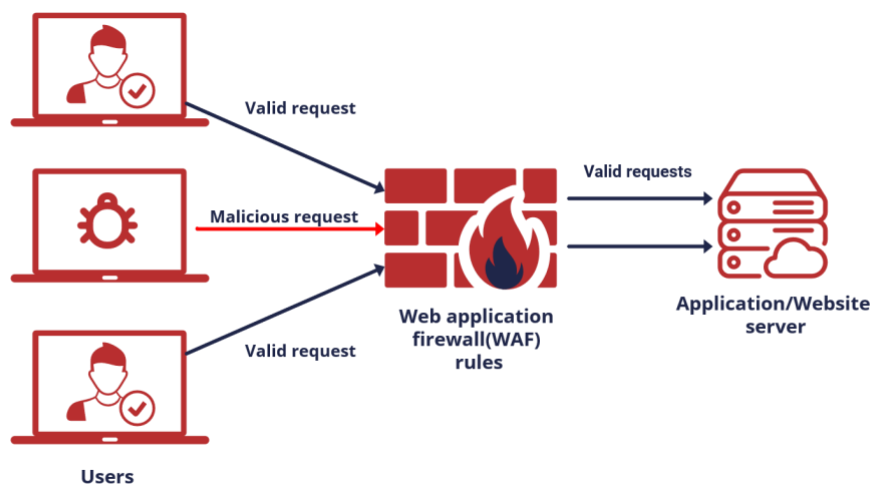 Valid request
Malicious request
Valid request
Users
Web application
firewall(WAF)
rules
Valid requests
Application/Website
server